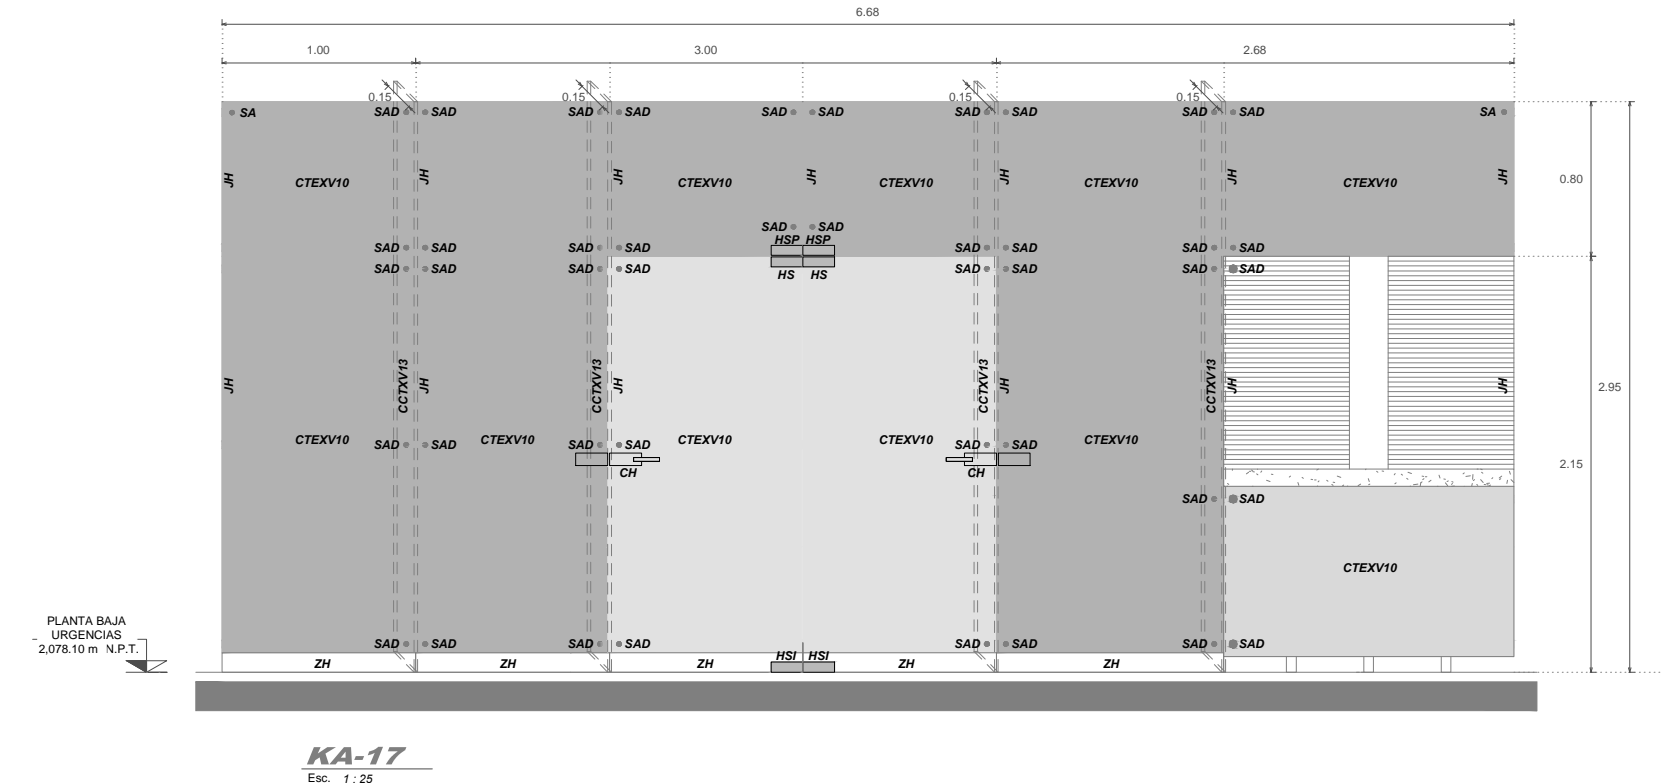 6.68
1.00 3.00 2.68
0.15 0.15 0.15 0.15
SA SAD SAD SAD SAD SAD SAD SAD SAD SAD SAD SA
JH JH JH JH JH JH JH
CTEXV10 CTEXV10 CTEXV10 CTEXV10 CTEXV10
0.80
SAD SAD
HSP HSP
SAD SAD SAD SAD SAD SAD SAD SAD
SAD SAD SAD SAD SAD SAD SAD SAD
HS HS
JH CCTXV13 JH CCTXV13 JH CCTXV13 JH CCTXV13 JH JH
2.95
CTEXV10 CTEXV10 CTEXV10 CTEXV10 CTEXV10
SAD SAD SAD SAD SAD SAD
2.15
CH CH
SAD SAD
CTEXV10
PLANTA BAJA
URGENCIAS
2,078.10 m N.P.T.
SAD SAD SAD SAD SAD SAD SAD SAD
HSI HSI
ZH ZH ZH ZH ZH
KA-17
Esc. 1 : 25